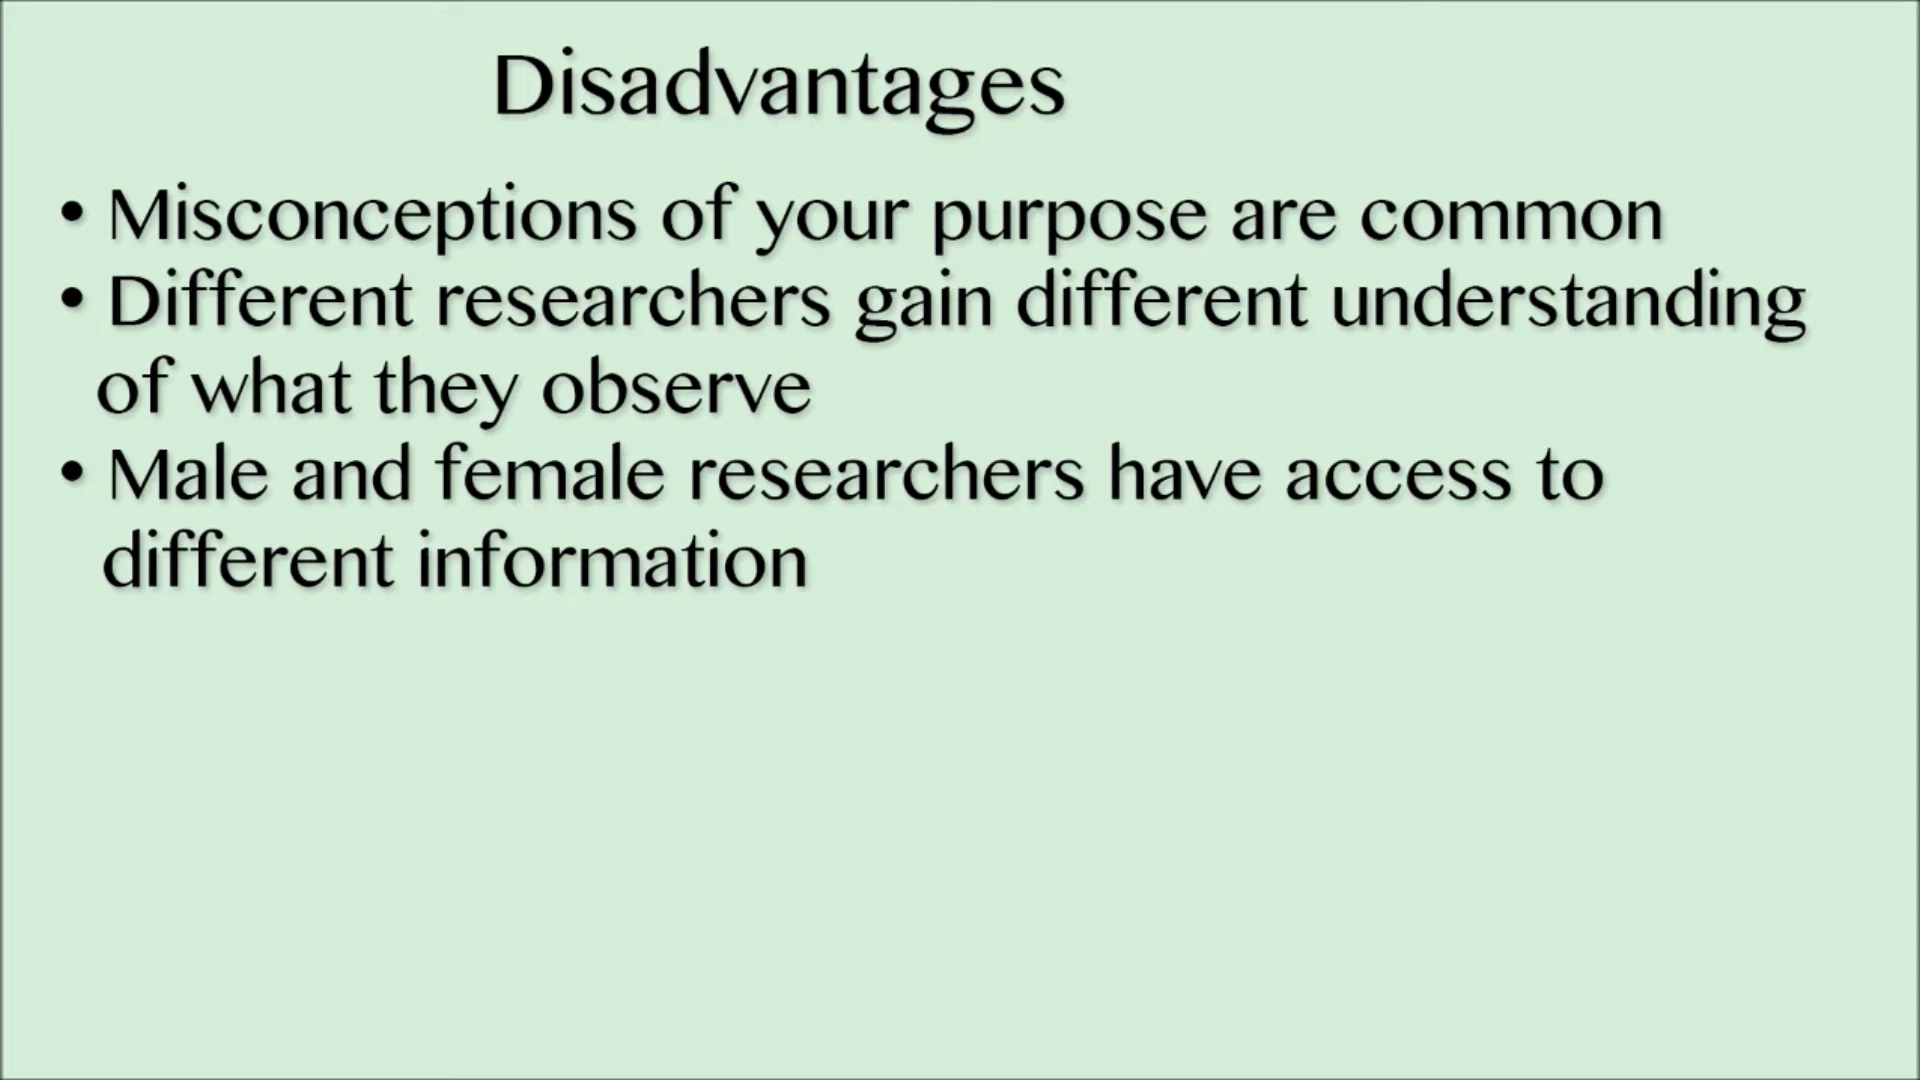 Disadvantages
• Misconceptions of your purpose are common
• Different researchers gain different understanding
of what they observe
• Male and female researchers have access to
different information